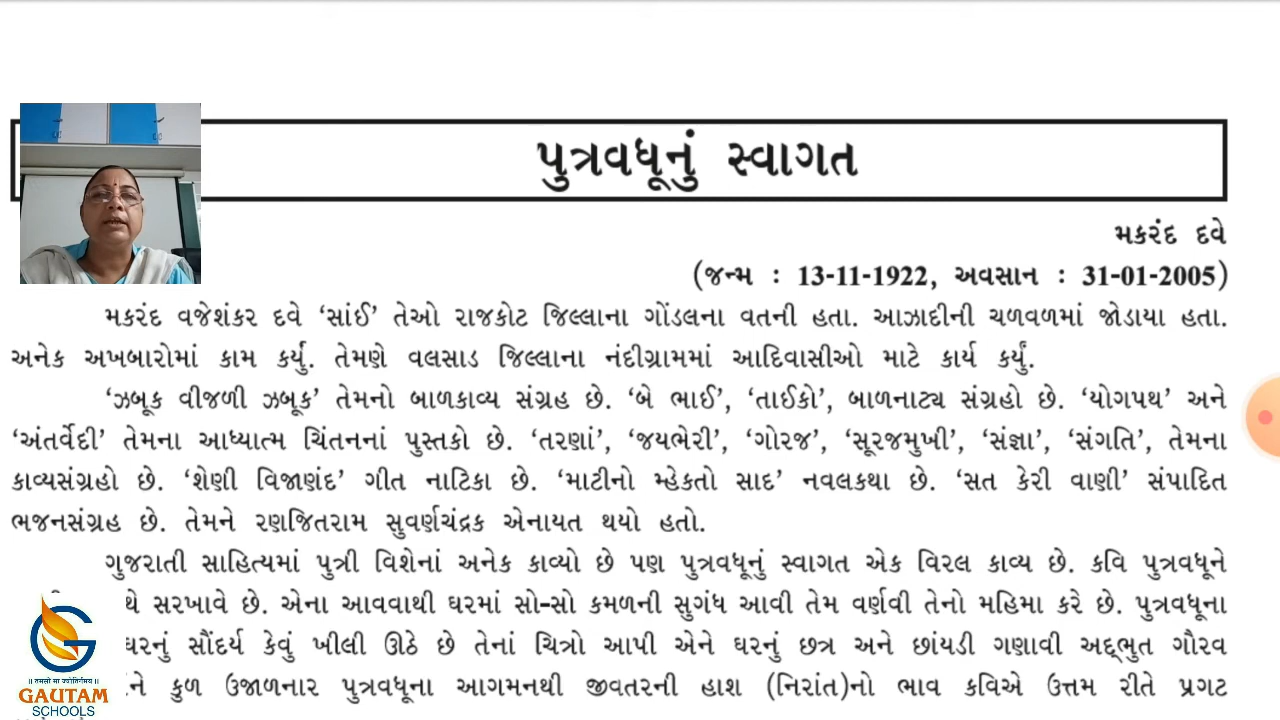 પુત્રવધૂનું સ્વાગત
મકરંદ દવે
(જન્મ : 13-11-1922, અવસાન : 31-01-2005)
મકરંદ વજેશંકર દવે ‘સાંઈ’ તેઓ રાજકોટ જિલ્લાના ગોંડલના વતની હતા. આઝાદીની ચળવળમાં જોડાયા હતા.
અનેક અખબારોમાં કામ કર્યું. તેમણે વલસાડ જિલ્લાના નંદીગ્રામમાં આદિવાસીઓ માટે કાર્ય કર્યું.
‘ઝબૂક વીજળી ઝબૂક’ તેમનો બાળકાવ્ય સંગ્રહ છે. ‘બે ભાઈ’, ‘તાઈકો’, બાળનાટ્ય સંગ્રહો છે. ‘યોગપથ’ અને
‘અંતર્વેદી’ તેમના આધ્યાત્મ ચિંતનનાં પુસ્તકો છે. ‘તરણાં’, ‘જયભેરી’, ‘ગોરજ’, ‘સૂરજમુખી’, ‘સંજ્ઞા’, ‘સંગતિ’, તેમના
કાવ્યસંગ્રહો છે. ‘શેણી વિજાણંદ’ ગીત નાટિકા છે. ‘માટીનો મ્હેકતો સાદ’ નવલકથા છે. ‘સત કેરી વાણી’ સંપાદિત
ભજનસંગ્રહ છે. તેમને રણજિતરામ સુવર્ણચંદ્રક એનાયત થયો હતો.
ગુજરાતી સાહિત્યમાં પુત્રી વિશેનાં અનેક કાવ્યો છે પણ પુત્રવધૂનું સ્વાગત એક વિરલ કાવ્ય છે. કવિ પુત્રવધૂને
થે સરખાવે છે. એના આવવાથી ઘરમાં સો-સો કમળની સુગંધ આવી તેમ વર્ણવી તેનો મહિમા કરે છે. પુત્રવધૂના
ઘરનું સૌંદર્ય કેવું ખીલી ઊઠે છે તેનાં ચિત્રો આપી એને ઘરનું છત્ર અને છાંયડી ગણાવી અદ્ભુત ગૌરવ
ને કુળ ઉજાળનાર પુત્રવધૂના આગમનથી જીવતરની હાશ (નિરાંત)નો ભાવ કવિએ ઉત્તમ રીતે પ્રગટ
॥ तमसो मा ज्योतिर्गमय ॥
GAUTAM
SCHOOLS